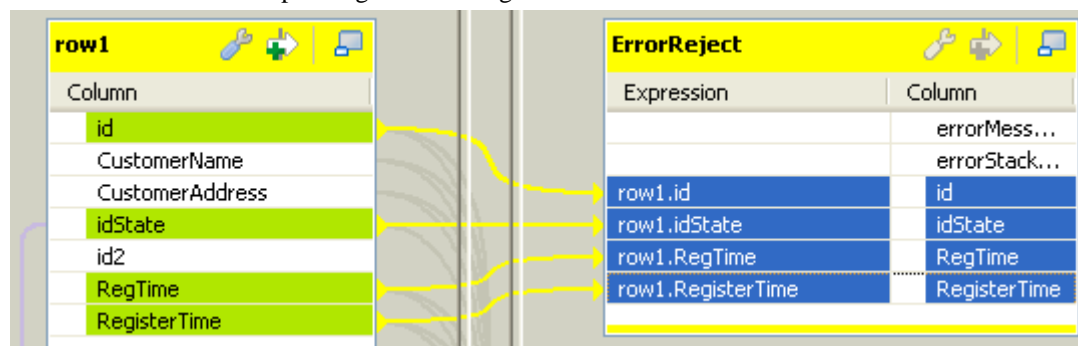 row1
Column
id
CustomerName
CustomerAddress
idState
id2
RegTime
RegisterTime
ErrorReject
Expression Column
errorMess...
errorStack...
row1.id id
row1.idState idState
row1.RegTime RegTime
row1.RegisterTime RegisterTime